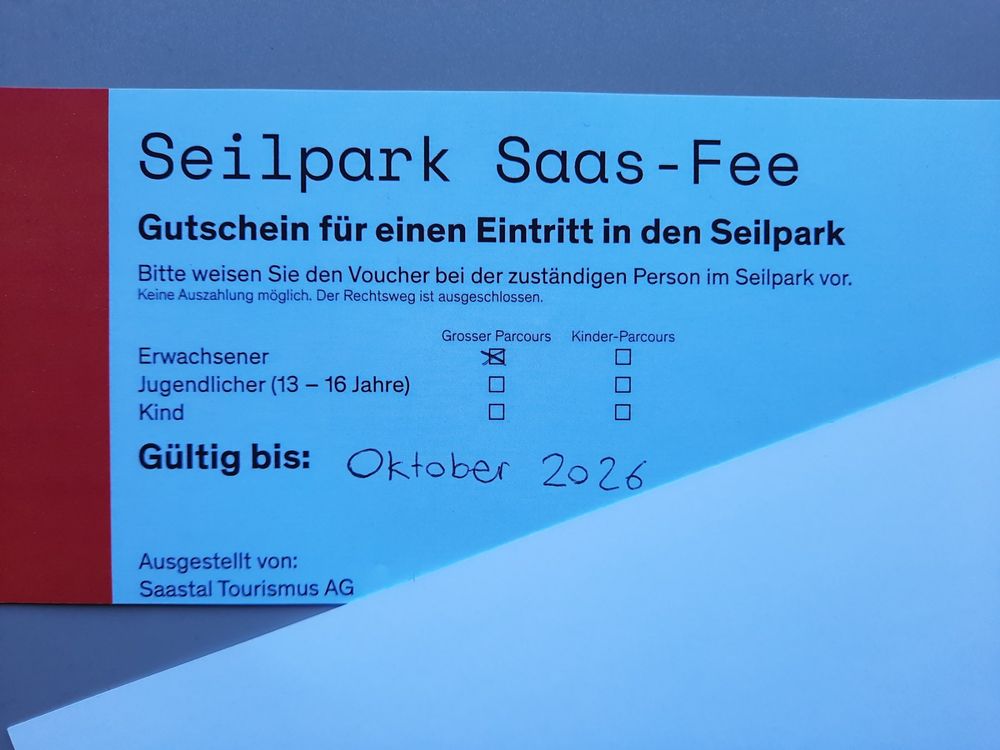 Seilpark Saas-Fee
Gutschein für einen Eintritt in den Seilpark
Bitte weisen Sie den Voucher bei der zuständigen Person im Seilpark vor.
Keine Auszahlung möglich. Der Rechtsweg ist ausgeschlossen.
Grosser Parcours Kinder-Parcours
Erwachsener
Jugendlicher (13 – 16 Jahre)
Kind
Gültig bis: Oktober 2026
Ausgestellt von:
Saastal Tourismus AG